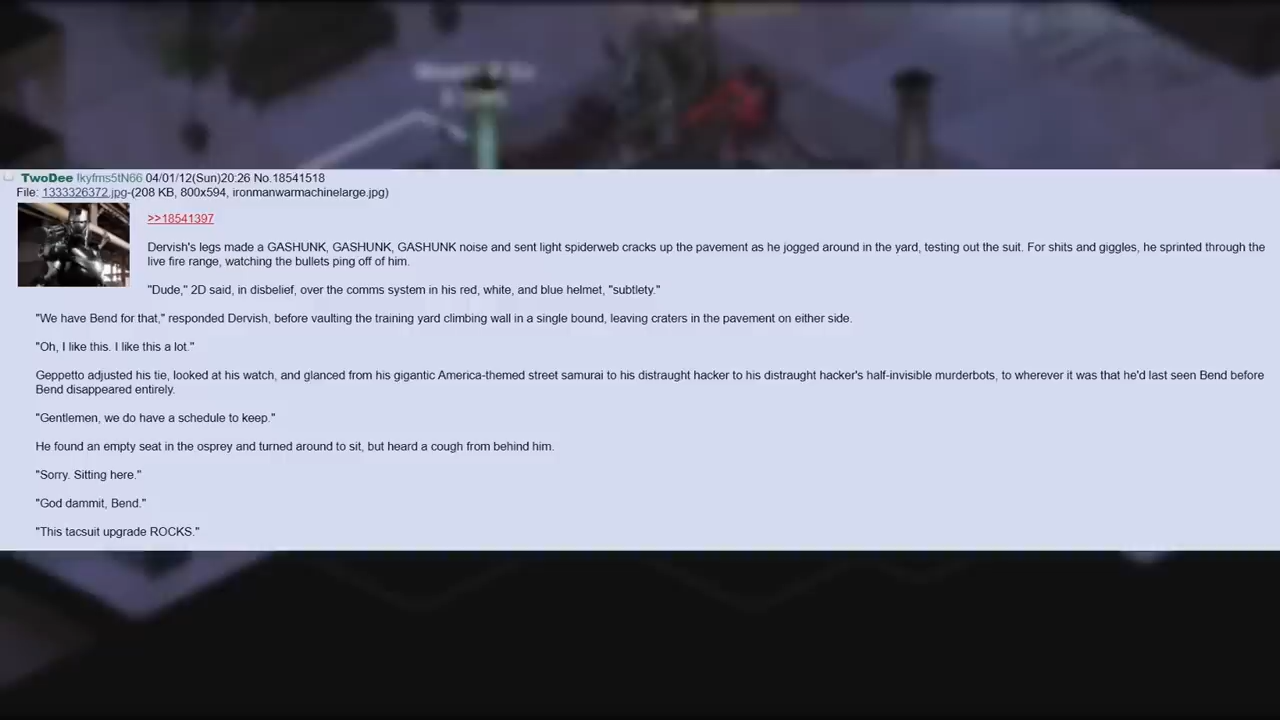 TwoDee !kyfms5tN66 04/01/12(Sun)20:26 No.18541518
File: 1333326372.jpg-(208 KB, 800x594, ironmanwarmachinelarge.jpg)
>>18541397
Dervish's legs made a GASHUNK, GASHUNK, GASHUNK noise and sent light spiderweb cracks up the pavement as he jogged around in the yard, testing out the suit. For shits and giggles, he sprinted through the
live fire range, watching the bullets ping off of him.
"Dude," 2D said, in disbelief, over the comms system in his red, white, and blue helmet, "subtlety."
"We have Bend for that," responded Dervish, before vaulting the training yard climbing wall in a single bound, leaving craters in the pavement on either side.
"Oh, I like this. I like this a lot."
Geppetto adjusted his tie, looked at his watch, and glanced from his gigantic America-themed street samurai to his distraught hacker to his distraught hacker's half-invisible murderbots, to wherever it was that he'd last seen Bend before
Bend disappeared entirely.
"Gentlemen, we do have a schedule to keep."
He found an empty seat in the osprey and turned around to sit, but heard a cough from behind him.
"Sorry. Sitting here."
"God dammit, Bend."
"This tacsuit upgrade ROCKS."